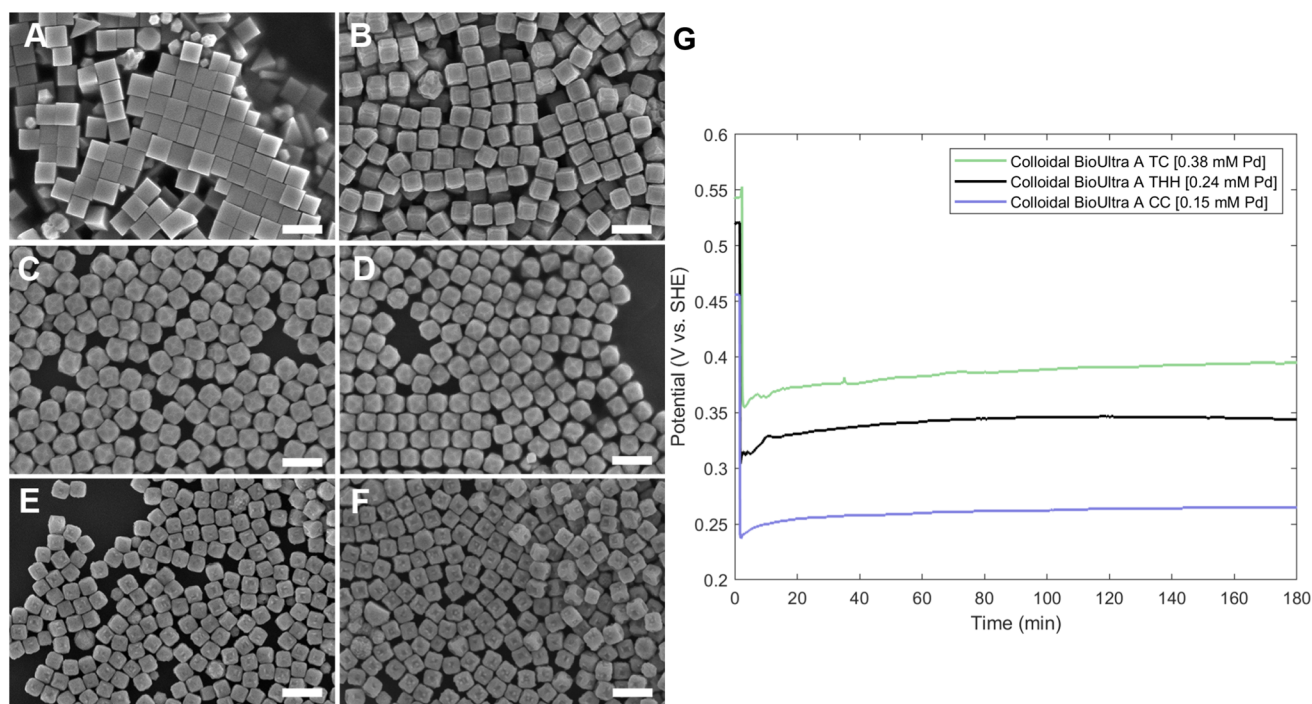 A
B
G
C
D
E
F
0.6
0.55
0.5
0.45
0.4
0.35
0.3
0.25
0.2
Potential (V vs. SHE)
Colloidal BioUltra A TC [0.38 mM Pd]
Colloidal BioUltra A THH [0.24 mM Pd]
Colloidal BioUltra A CC [0.15 mM Pd]
0 20 40 60 80 100 120 140 160 180
Time (min)